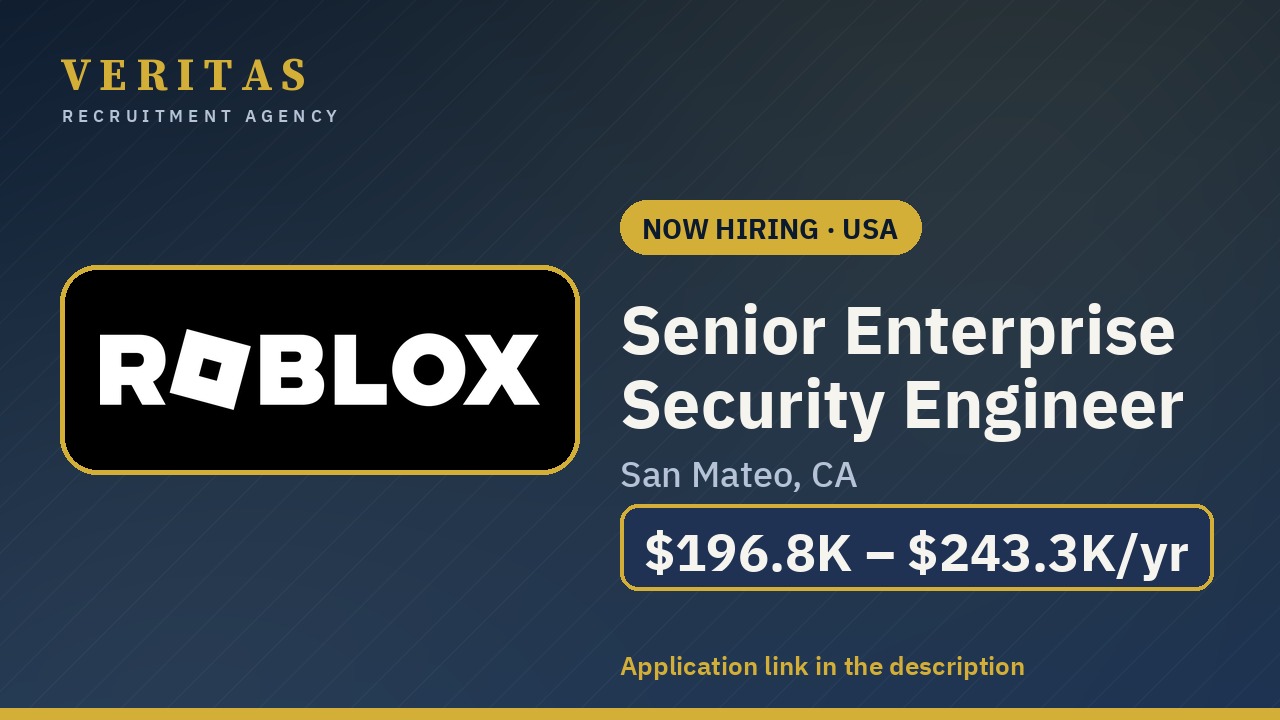 VERITAS
RECRUITMENT AGENCY
NOW HIRING · USA
ROBLOX
Senior Enterprise
Security Engineer
San Mateo, CA
$196.8K – $243.3K/yr
Application link in the description